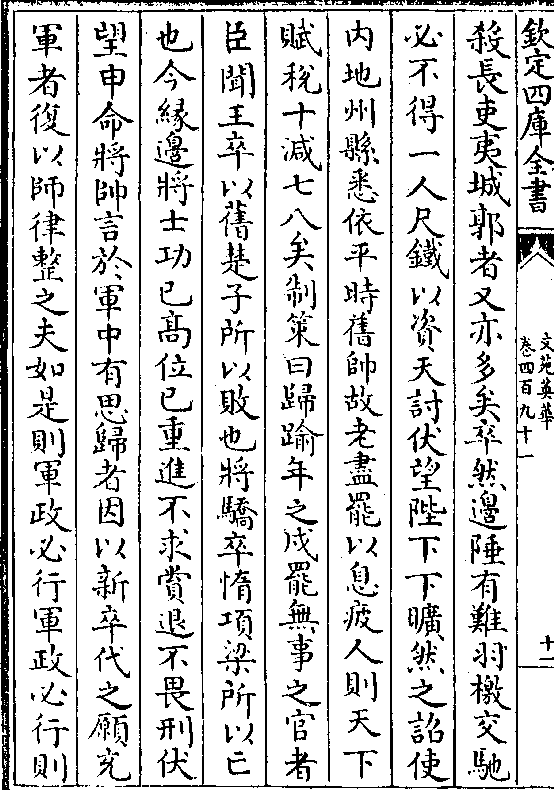 欽定四庫全書
文苑英華
卷四百九十一
十一
殺長吏夷城郭者又亦多矣卒然邊陲有難羽檄交馳
必不得一人尺鐵以資天討伏望陛下下曠然之詔使
内地州縣悉依平時舊帥故老盡罷以息疲人則天下
賦稅十減七八矣制策曰歸踰年之戍罷無事之官者
臣聞王卒以舊楚子所以敗也將驕卒惰項梁所以亡
也今縁邊將士功已髙位已重進不求賞退不畏刑伏
望申命將帥言於軍中有思歸者因以新卒代之願充
軍者復以師律整之夫如是則軍政必行軍政必行則